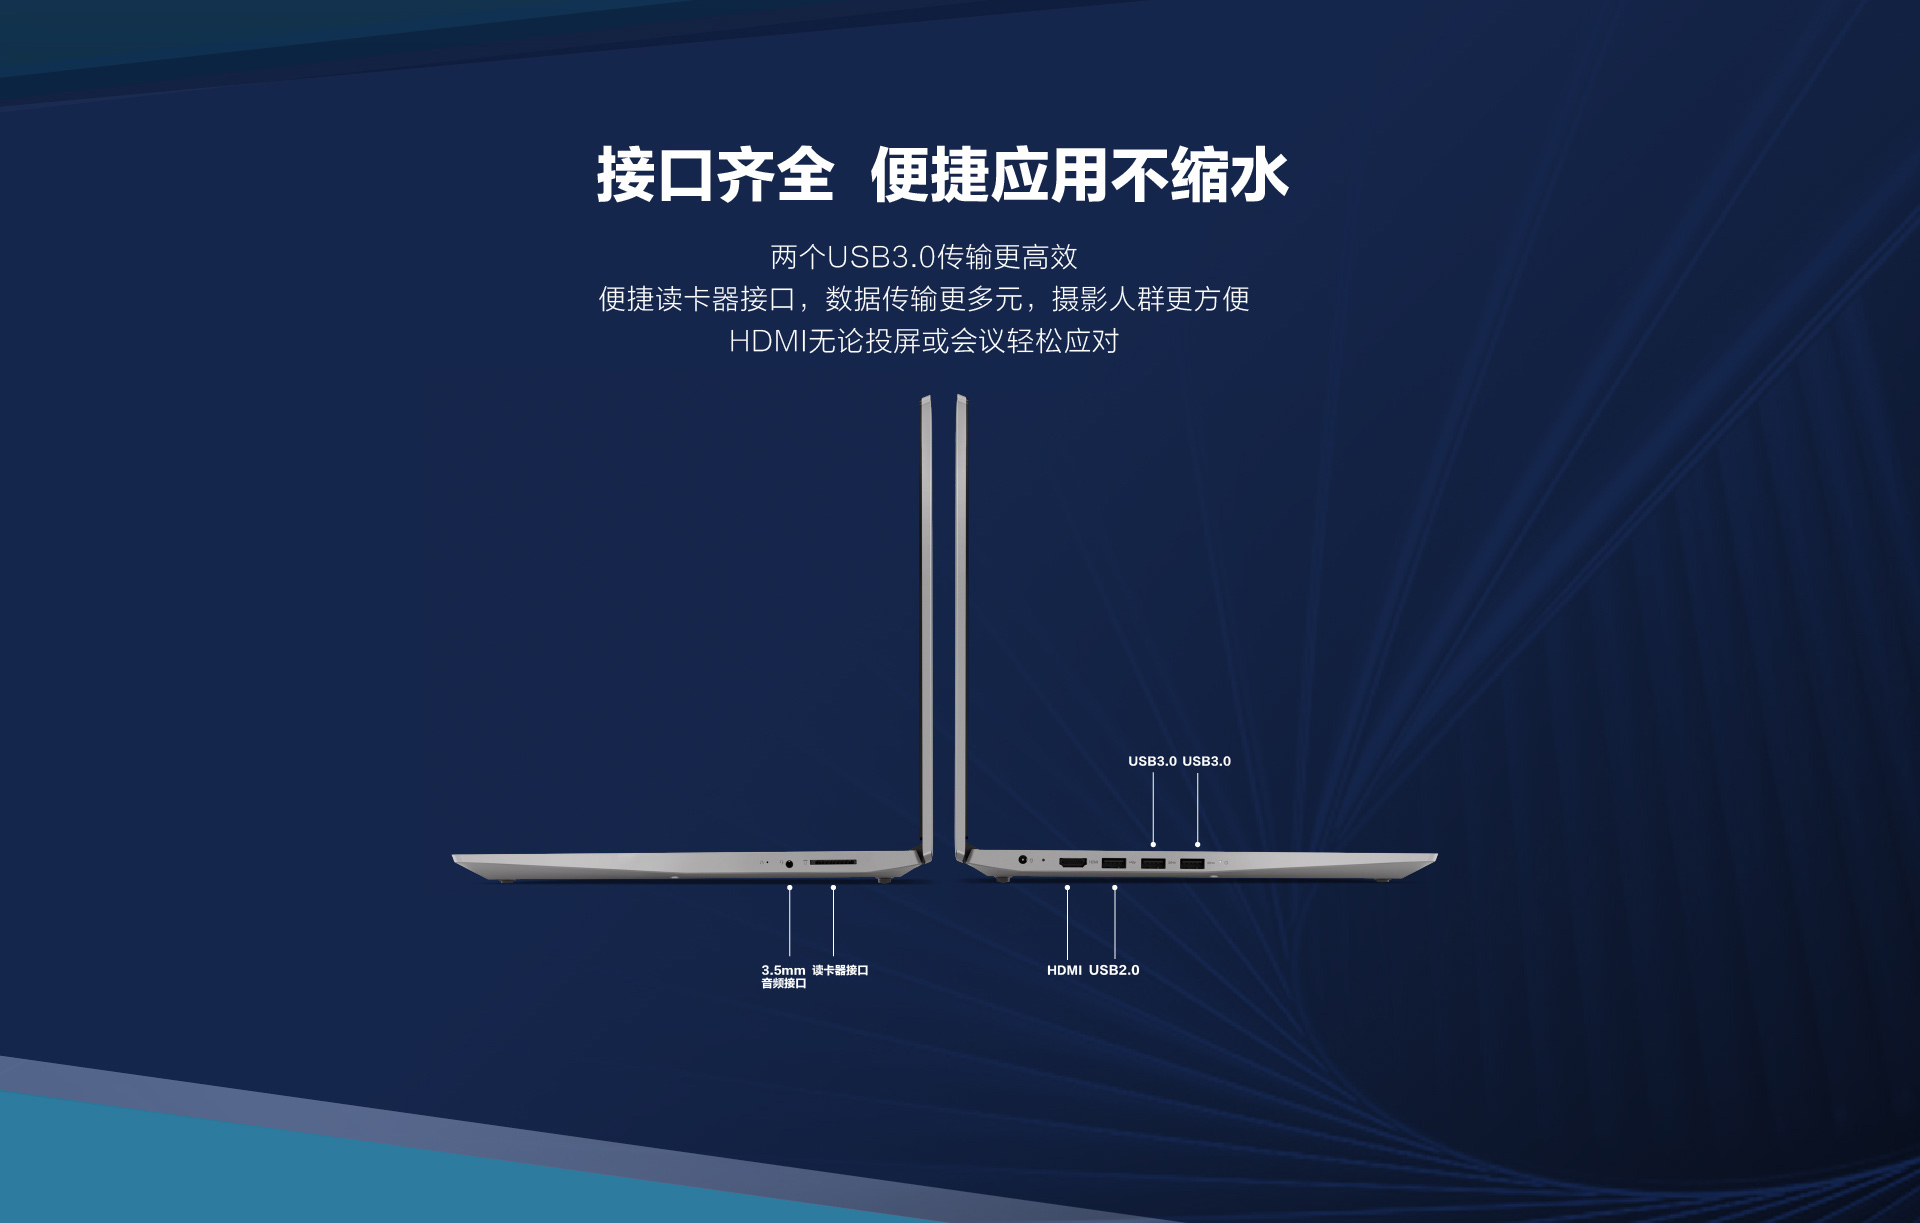 接口齐全 便捷应用不缩水
两个USB3.0传输更高效
便捷读卡器接口，数据传输更多元，摄影人群更方便
HDMI无论投屏或会议轻松应对
USB3.0 USB3.0
3.5mm 读卡器接口
音频接口
HDMI USB2.0